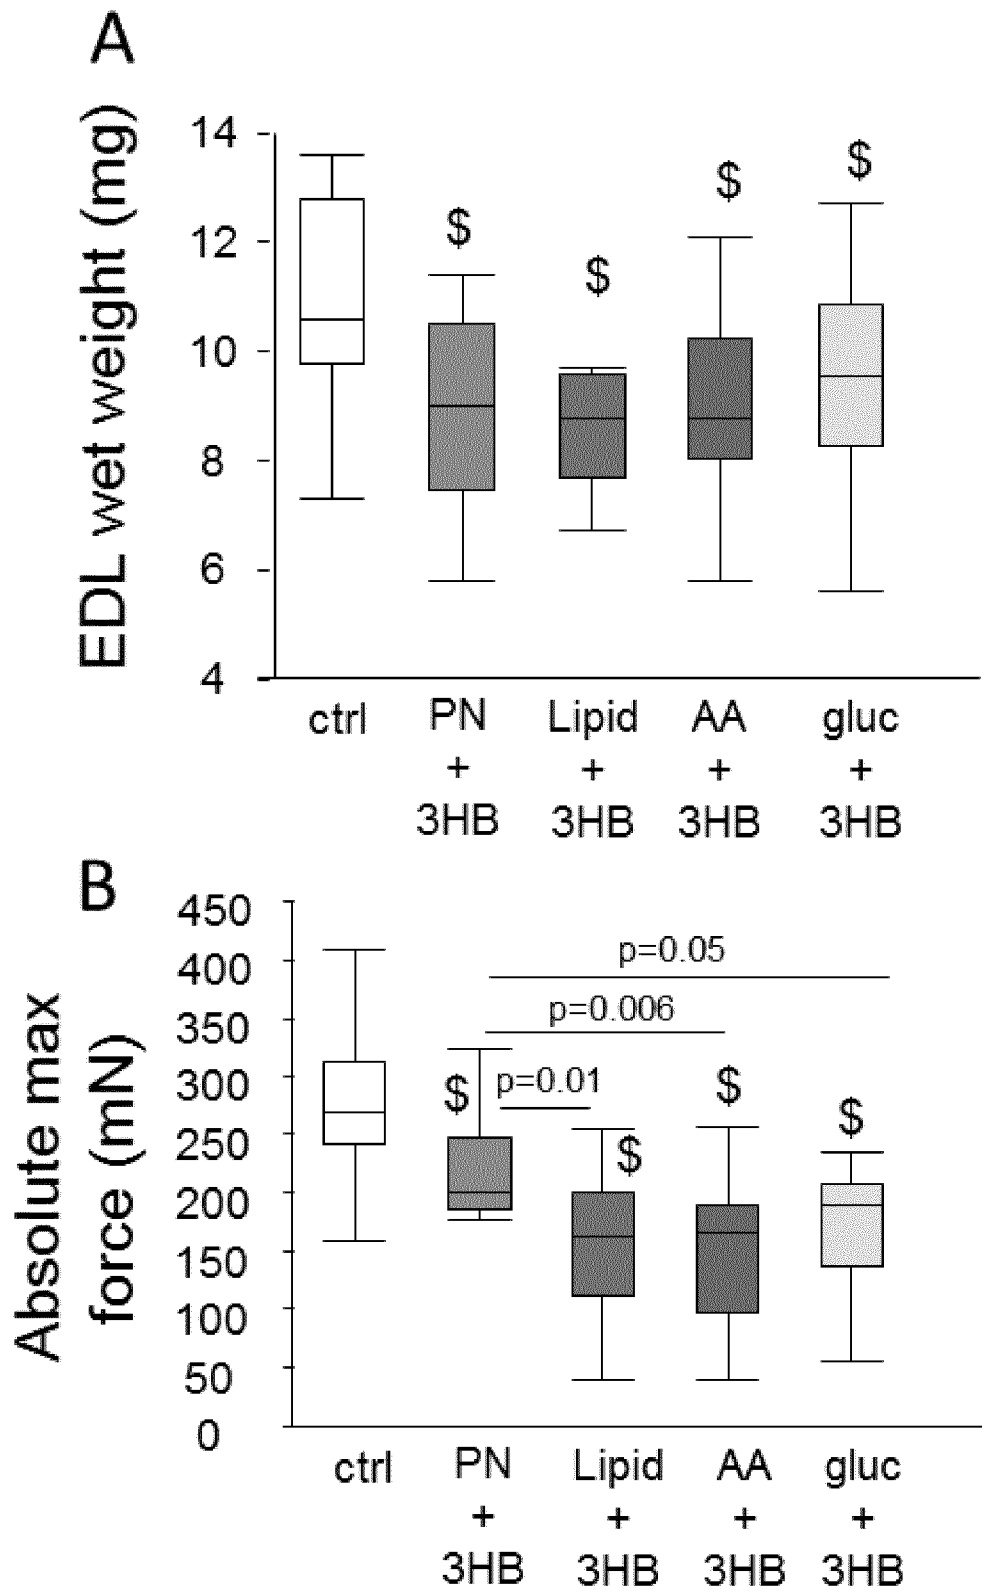 A
EDL wet weight (mg)
14
12
10
8
6
4
$
$
$
$
ctrl
PN
+
3HB
Lipid
+
3HB
AA
+
3HB
gluc
+
3HB
B
Absolute max
force (mN)
450
400
350
300
250
200
150
100
50
0
p=0.05
p=0.006
p=0.01
$
$
$
$
ctrl
PN
+
3HB
Lipid
+
3HB
AA
+
3HB
gluc
+
3HB